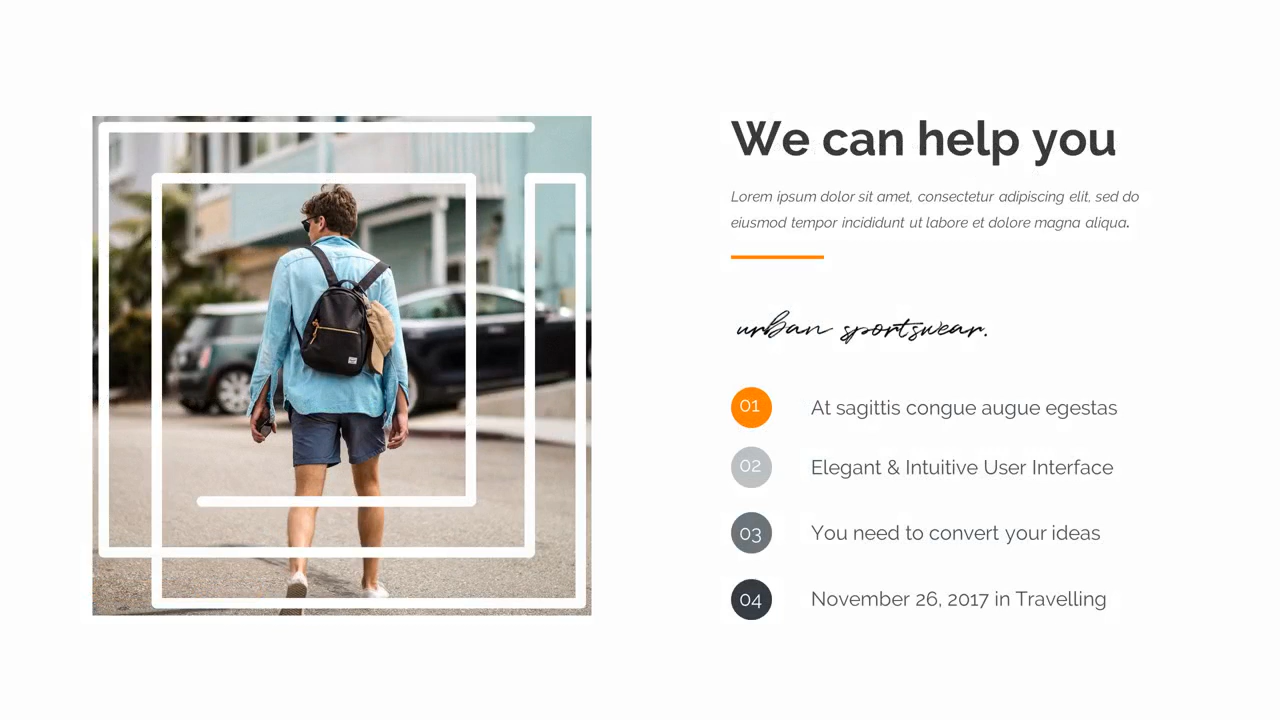 We can help you
Lorem ipsum dolor sit amet, consectetur adipiscing elit, sed do
eiusmod tempor incididunt ut labore et dolore magna aliqua.
urban sportswear.
01 At sagittis congue augue egestas
02 Elegant & Intuitive User Interface
03 You need to convert your ideas
04 November 26, 2017 in Travelling